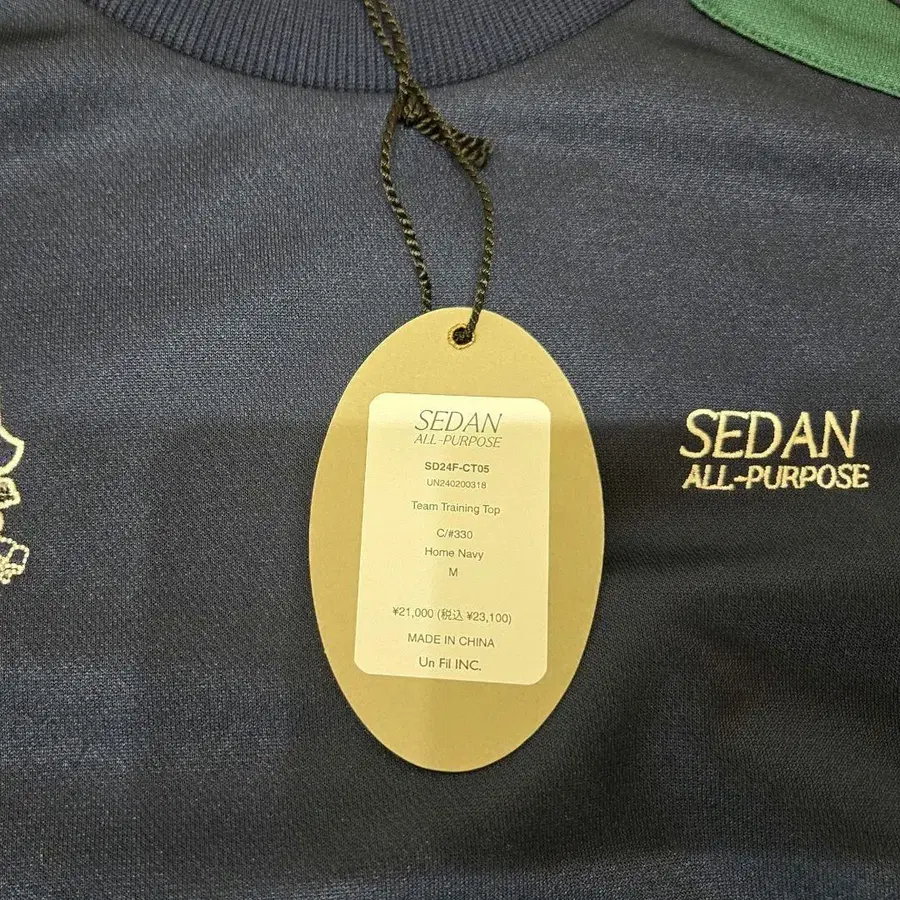 SEDAN
ALL-PURPOSE
SD24F-CT05
UN240200318
Team Training Top
C/#330
Home Navy
M
¥21,000 (税込 ¥23,100)
MADE IN CHINA
Un Fil INC.
SEDAN
ALL-PURPOSE